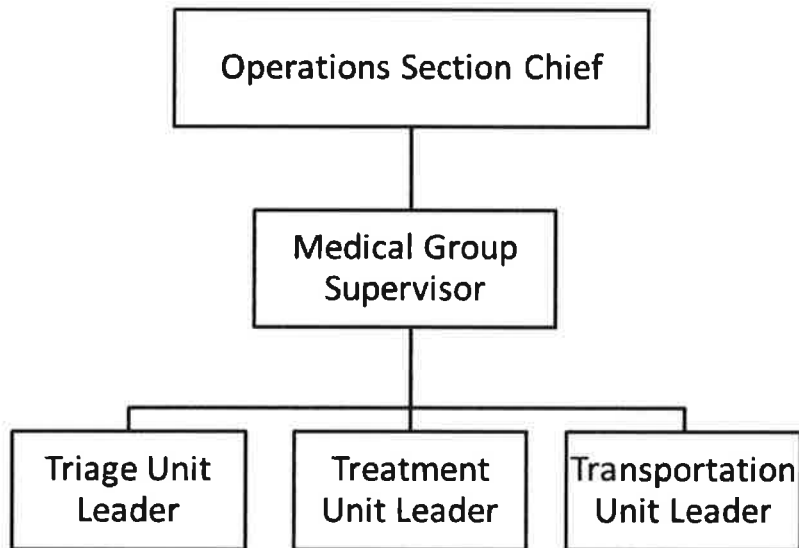 Operations Section Chief
Medical Group
Supervisor
Triage Unit
Leader
Treatment
Unit Leader
Transportation
Unit Leader